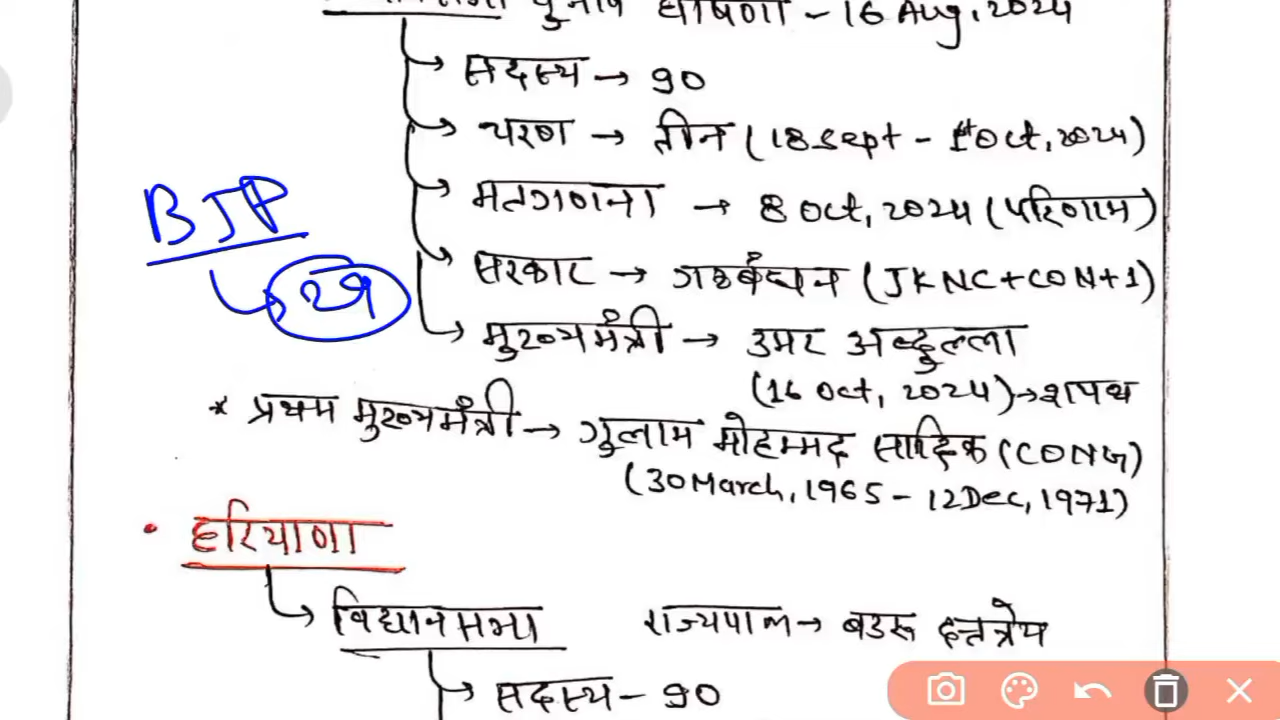 चुनाव घोषणा - 16 Aug, 2024
सदस्य → 90
चरण → तीन (18 Sept - 1st Oct, 2024)
मतगणना → 8 Oct, 2024 (परिणाम)
BJP
29
सरकार → गठबंधन (JKNC+CON+1)
मुख्यमंत्री → उमर अब्दुल्ला
(16 Oct, 2024) → शपथ
* प्रथम मुख्यमंत्री → गुलाम मोहम्मद सादिक (CONG)
(30 March, 1965 - 12 Dec, 1971)
• हरियाणा
विधानसभा राज्यपाल → बंडारू दत्तात्रेय
सदस्य - 90